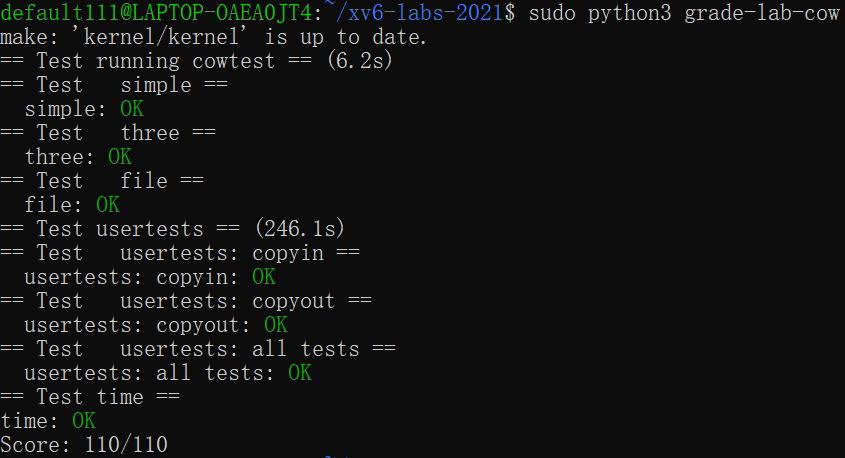 default111@LAPTOP-OAEAOJT4:~/xv6-labs-2021$ sudo python3 grade-lab-cow
make: 'kernel/kernel' is up to date.
== Test running cowtest == (6.2s)
== Test   simple ==
  simple: OK
== Test   three ==
  three: OK
== Test   file ==
  file: OK
== Test usertests == (246.1s)
== Test   usertests: copyin ==
  usertests: copyin: OK
== Test   usertests: copyout ==
  usertests: copyout: OK
== Test   usertests: all tests ==
  usertests: all tests: OK
== Test time ==
time: OK
Score: 110/110